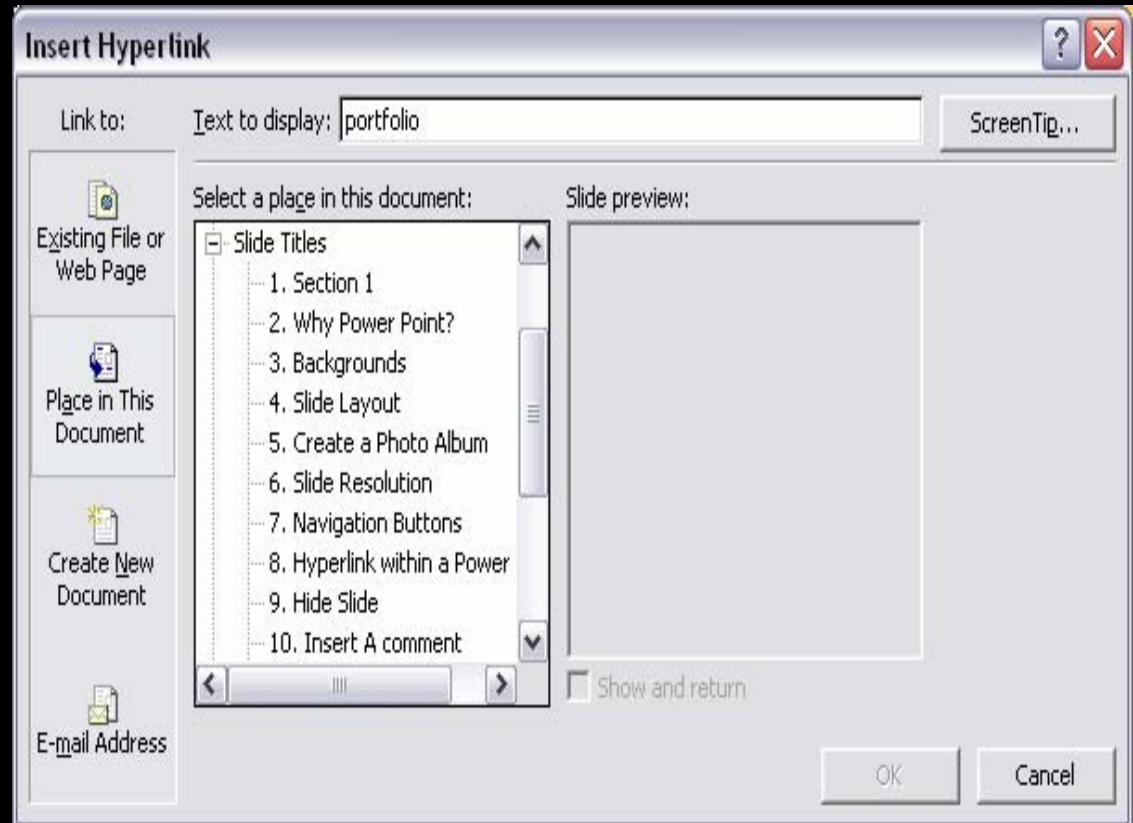 Insert Hyperlink
Link to:
Text to display: portfolio
ScreenTip...
Existing File or
Web Page
Place in This
Document
Create New
Document
E-mail Address
Select a place in this document:
Slide Titles
1. Section 1
2. Why Power Point?
3. Backgrounds
4. Slide Layout
5. Create a Photo Album
6. Slide Resolution
7. Navigation Buttons
8. Hyperlink within a Power
9. Hide Slide
10. Insert A comment
Slide preview:
Show and return
OK
Cancel